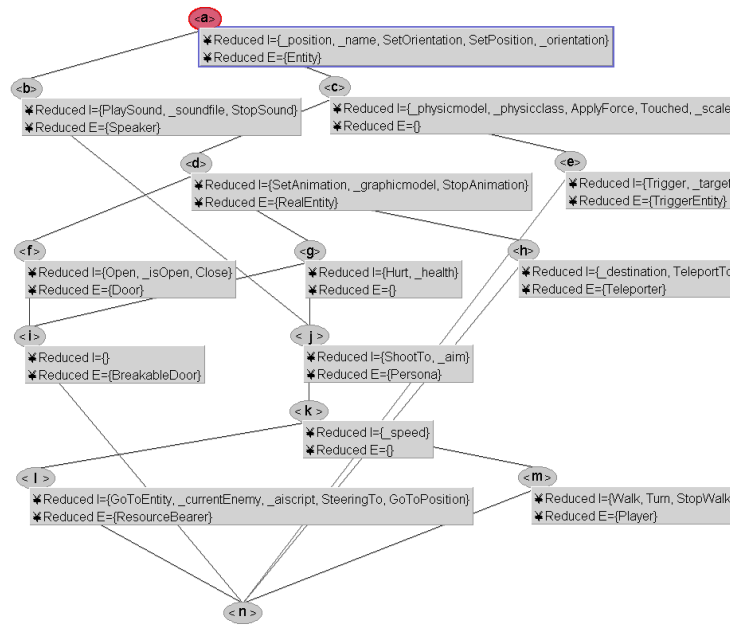 <a>
¥ Reduced I={_position, _name, SetOrientation, SetPosition, _orientation}
¥ Reduced E={Entity}
<b>
¥ Reduced I={PlaySound, _soundfile, StopSound}
¥ Reduced E={Speaker}
<c>
¥ Reduced I={_physicmodel, _physicclass, ApplyForce, Touched, _scale
¥ Reduced E={}
<d>
¥ Reduced I={SetAnimation, _graphicmodel, StopAnimation}
¥ Reduced E={RealEntity}
<e>
¥ Reduced I={Trigger, _target
¥ Reduced E={TriggerEntity}
<f>
¥ Reduced I={Open, _isOpen, Close}
¥ Reduced E={Door}
<g>
¥ Reduced I={Hurt, _health}
¥ Reduced E={}
<h>
¥ Reduced I={_destination, TeleportTo
¥ Reduced E={Teleporter}
<i>
¥ Reduced I={}
¥ Reduced E={BreakableDoor}
<j>
¥ Reduced I={ShootTo, _aim}
¥ Reduced E={Persona}
<k>
¥ Reduced I={_speed}
¥ Reduced E={}
<l>
¥ Reduced I={GoToEntity, _currentEnemy, _aiscript, SteeringTo, GoToPosition}
¥ Reduced E={ResourceBearer}
<m>
¥ Reduced I={Walk, Turn, StopWalk
¥ Reduced E={Player}
<n>